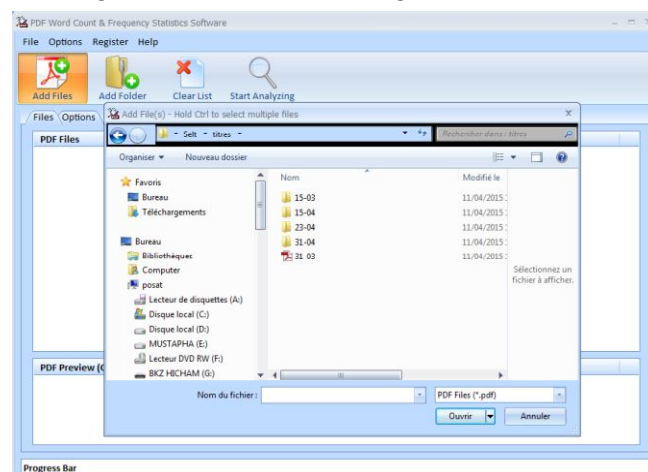 PDF Word Count & Frequency Statistics Software
File Options Register Help
Add Files Add Folder Clear List Start Analyzing
Files Options
Add File(s) - Hold Ctrl to select multiple files
PDF Files
- Selt - titres -
Rechercher dans : titres
Organiser Nouveau dossier
Nom Modifié le
Favoris
Bureau
Téléchargements
Bureau
Bibliothèques
Computer
posat
Lecteur de disquettes (A:)
Disque local (C:)
Disque local (D:)
MUSTAPHA (E:)
Lecteur DVD RW (F:)
BKZ HICHAM (G:)
15-03 11/04/2015
15-04 11/04/2015
23-04 11/04/2015
31-04 11/04/2015
31 03 11/04/2015
Sélectionnez un
fichier à afficher.
PDF Preview (
Nom du fichier :
PDF Files (*.pdf)
Ouvrir Annuler
Progress Bar